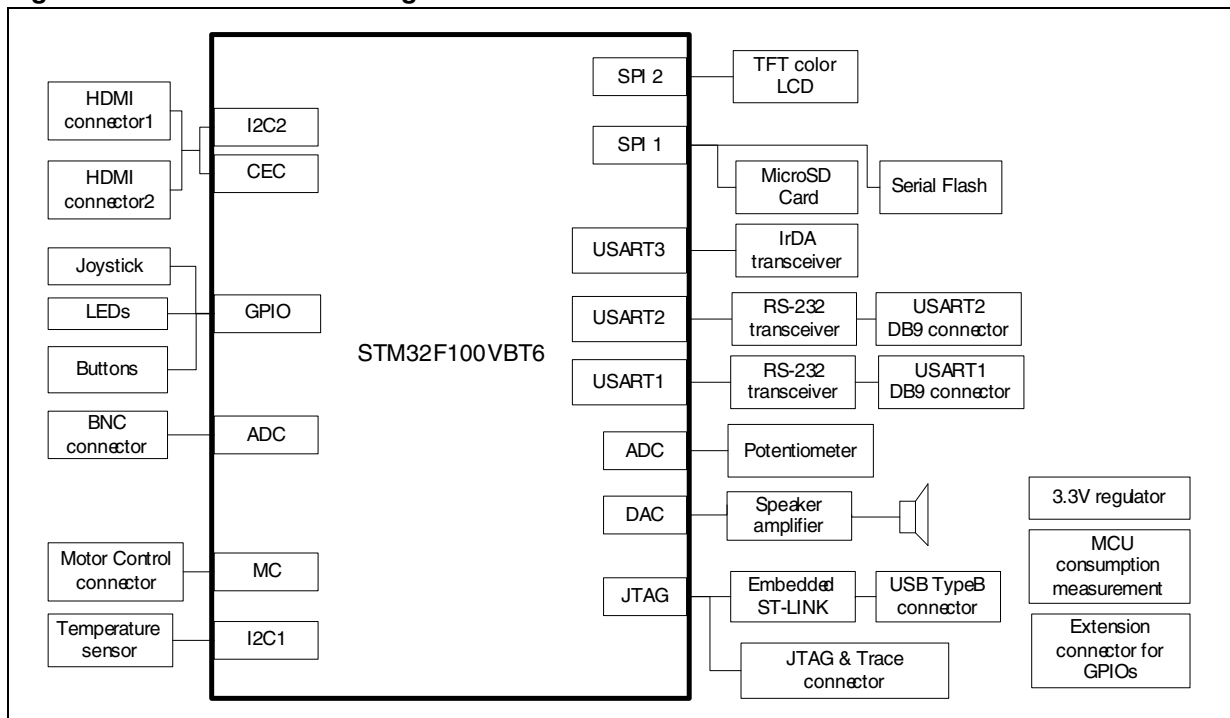 HDMI
connector1
HDMI
connector2
Joystick
LEDs
Buttons
BNC
connector
Motor Control
connector
Temperature
sensor
I2C2
CEC
GPIO
ADC
MC
I2C1
STM32F100VBT6
SPI 2
SPI 1
USART3
USART2
USART1
ADC
DAC
JTAG
TFT color
LCD
MicroSD
Card
Serial Flash
IrDA
transceiver
RS-232
transceiver
USART2
DB9 connector
RS-232
transceiver
USART1
DB9 connector
Potentiometer
Speaker
amplifier
Embedded
ST-LINK
USB TypeB
connector
JTAG & Trace
connector
3.3V regulator
MCU
consumption
measurement
Extension
connector for
GPIOs